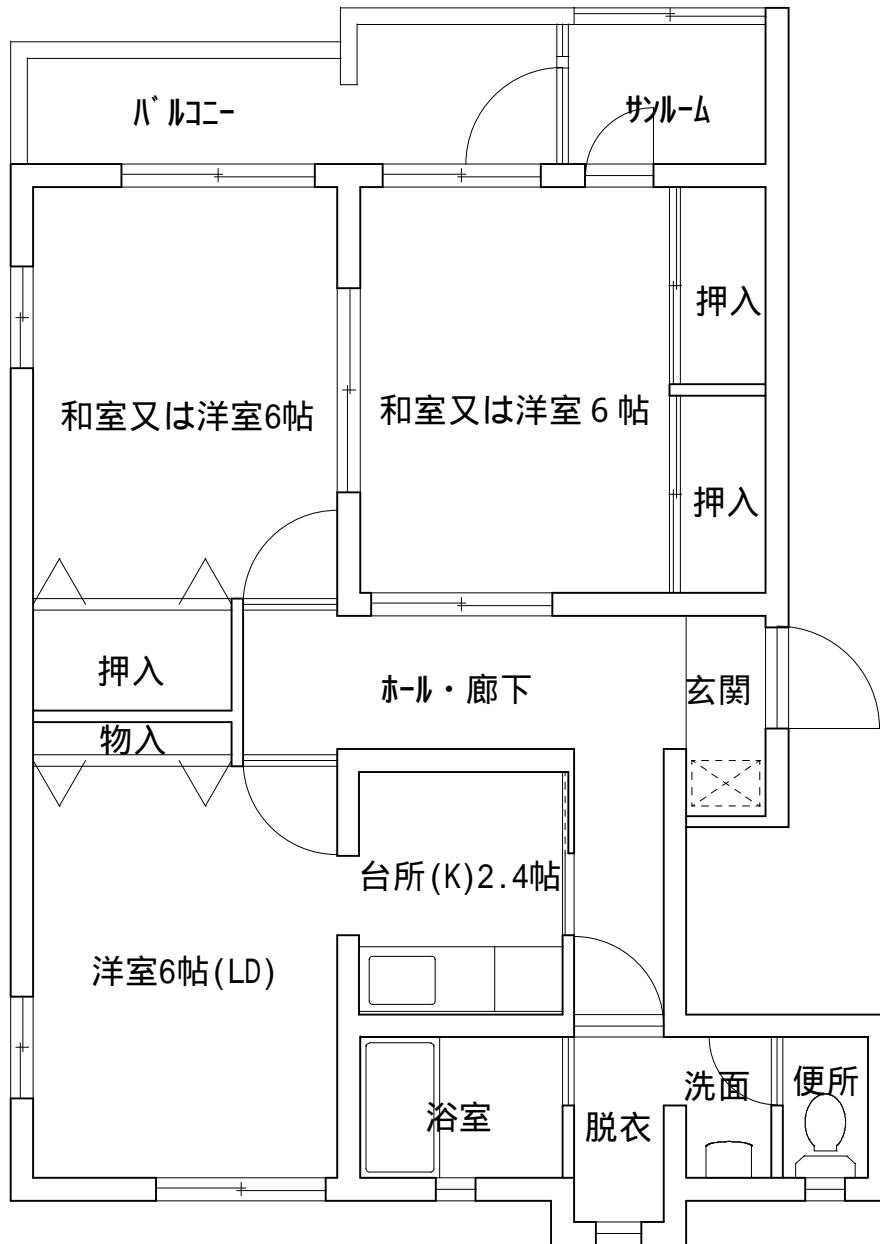 バルコニー
サンルーム
押入
和室又は洋室6帖
和室又は洋室６帖
押入
押入
ホール・廊下
玄関
物入
台所(K)2.4帖
洋室6帖(LD)
浴室
脱衣
洗面
便所